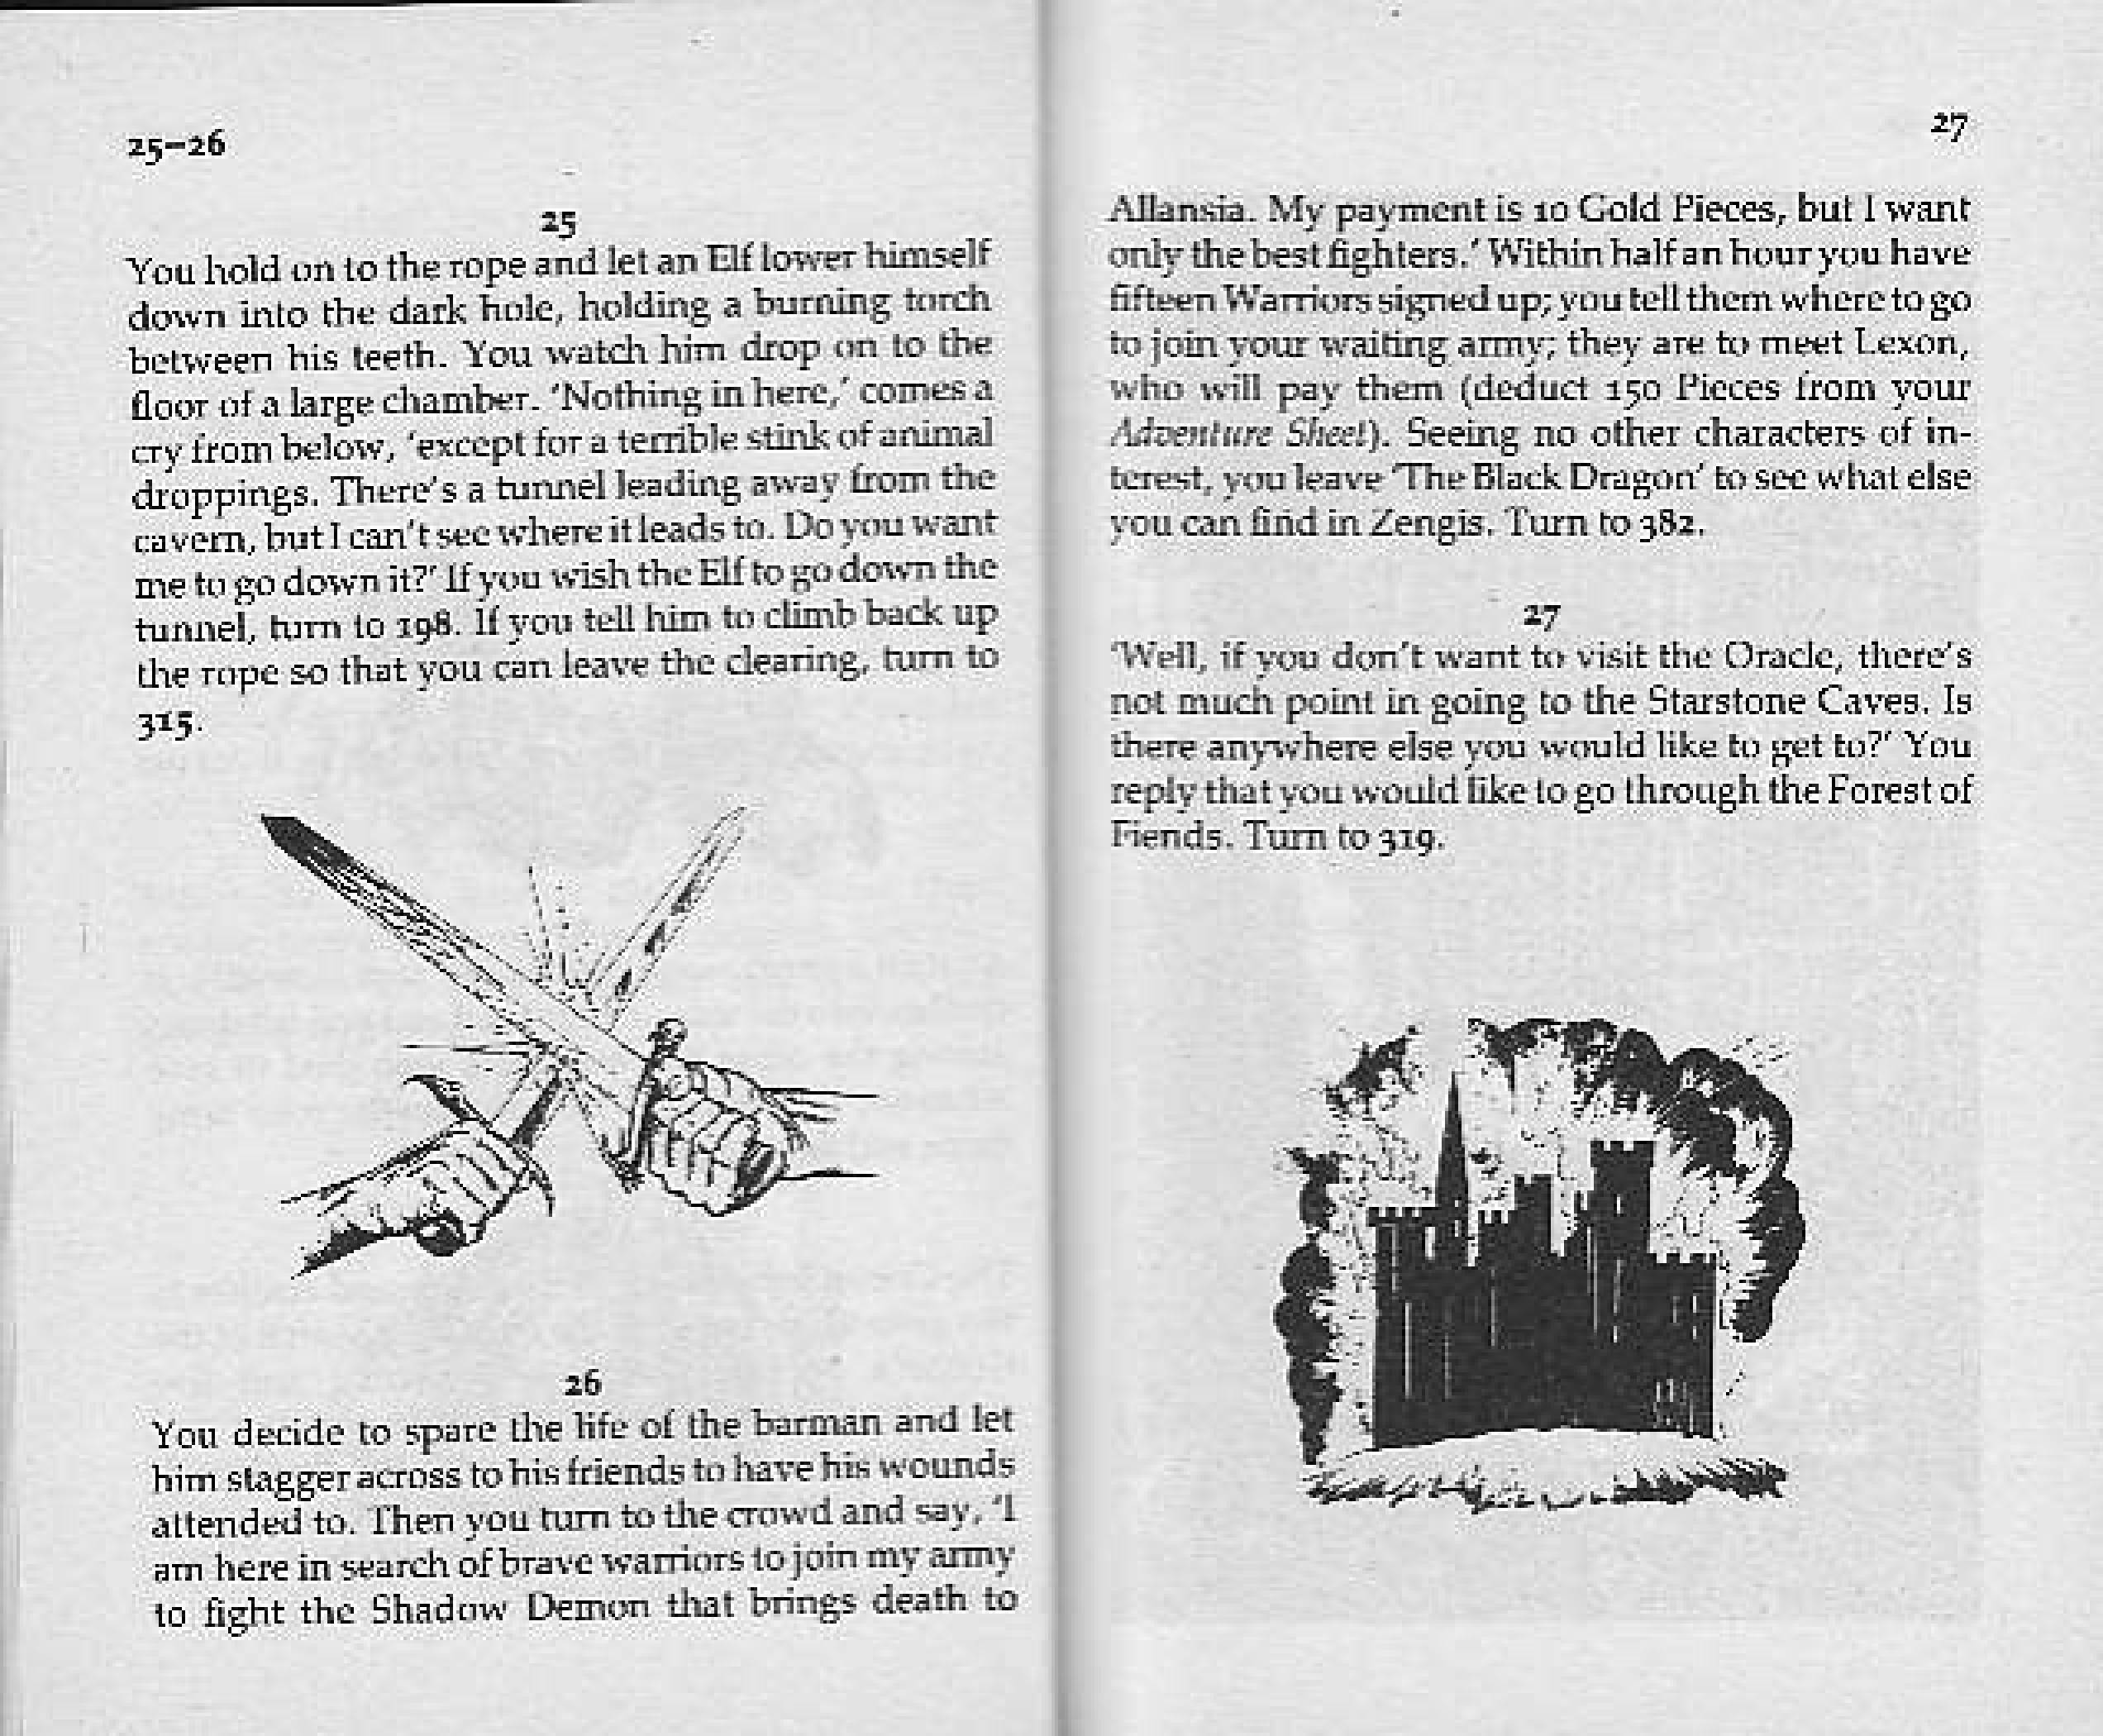 25–26
25
You hold on to the rope and let an Elf lower himself
down into the dark hole, holding a burning torch
between his teeth. You watch him drop on to the
floor of a large chamber. ‘Nothing in here,’ comes a
cry from below, ‘except for a terrible stink of animal
droppings. There’s a tunnel leading away from the
cavern, but I can’t see where it leads to. Do you want
me to go down it?’ If you wish the Elf to go down the
tunnel, turn to 198. If you tell him to climb back up
the rope so that you can leave the clearing, turn to
315.
26
You decide to spare the life of the barman and let
him stagger across to his friends to have his wounds
attended to. Then you turn to the crowd and say, ‘I
am here in search of brave warriors to join my army
to fight the Shadow Demon that brings death to
27
Allansia. My payment is 10 Gold Pieces, but I want
only the best fighters.’ Within half an hour you have
fifteen Warriors signed up; you tell them where to go
to join your waiting army; they are to meet Lexon,
who will pay them (deduct 150 Pieces from your
Adventure Sheet). Seeing no other characters of in-
terest, you leave ‘The Black Dragon’ to see what else
you can find in Zengis. Turn to 382.
27
‘Well, if you don’t want to visit the Oracle, there’s
not much point in going to the Starstone Caves. Is
there anywhere else you would like to get to?’ You
reply that you would like to go through the Forest of
Fiends. Turn to 319.